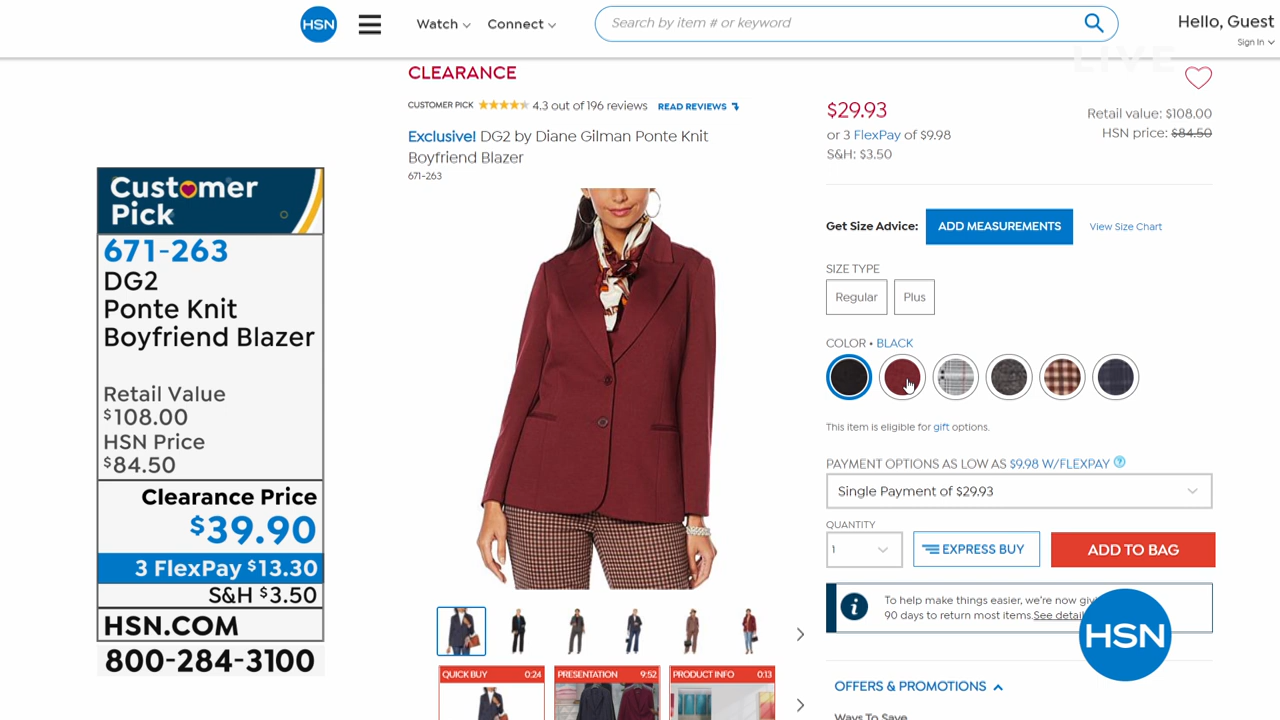 HSN
Watch
Connect
Search by item # or keyword
Hello, Guest
Sign In
LIVE
CLEARANCE
CUSTOMER PICK
4.3 out of 196 reviews
READ REVIEWS
Exclusive! DG2 by Diane Gilman Ponte Knit
Boyfriend Blazer
671-263
$29.93
or 3 FlexPay of $9.98
S&H: $3.50
Retail value: $108.00
HSN price: $84.50
Customer
Pick
671-263
DG2
Ponte Knit
Boyfriend Blazer
Retail Value
$108.00
HSN Price
$84.50
Clearance Price
$39.90
3 FlexPay $13.30
S&H $3.50
HSN.COM
800-284-3100
Get Size Advice:
ADD MEASUREMENTS
View Size Chart
SIZE TYPE
Regular
Plus
COLOR • BLACK
This item is eligible for gift options.
PAYMENT OPTIONS AS LOW AS $9.98 W/FLEXPAY
Single Payment of $29.93
QUANTITY
1
EXPRESS BUY
ADD TO BAG
To help make things easier, we're now
90 days to return most items. See
HSN
QUICK BUY 0:24
PRESENTATION 9:52
PRODUCT INFO 0:13
OFFERS & PROMOTIONS
Ways To Save